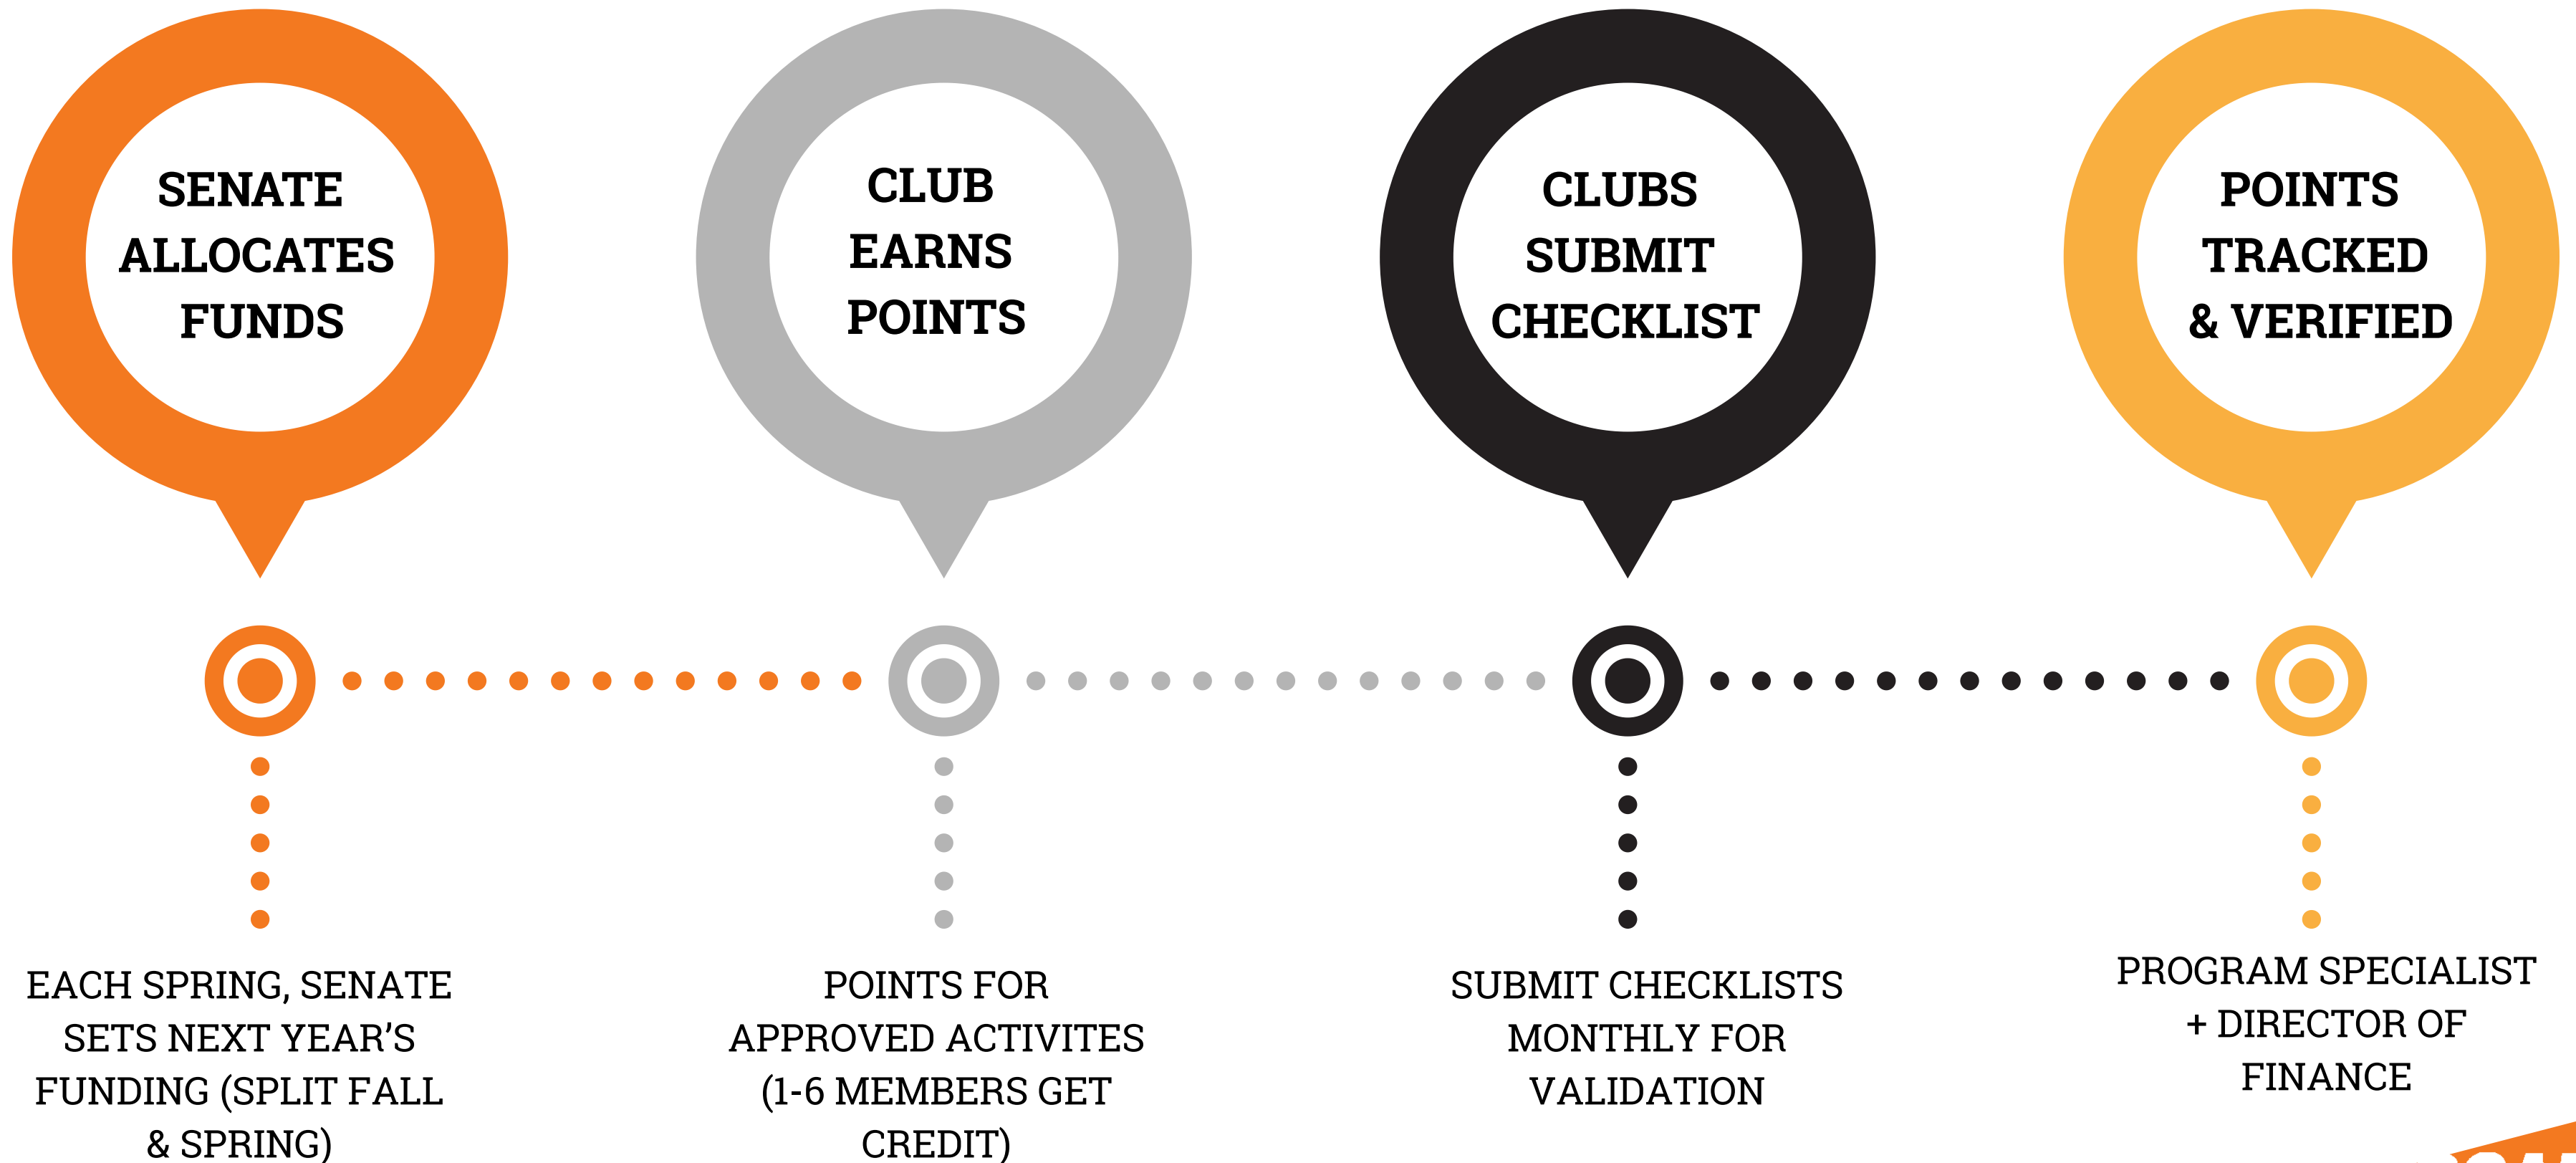 SENATE
ALLOCATES
FUNDS
CLUB
EARNS
POINTS
CLUBS
SUBMIT
CHECKLIST
POINTS
TRACKED
& VERIFIED
EACH SPRING, SENATE
SETS NEXT YEAR'S
FUNDING (SPLIT FALL
& SPRING)
POINTS FOR
APPROVED ACTIVITES
(1-6 MEMBERS GET
CREDIT)
SUBMIT CHECKLISTS
MONTHLY FOR
VALIDATION
PROGRAM SPECIALIST
+ DIRECTOR OF
FINANCE